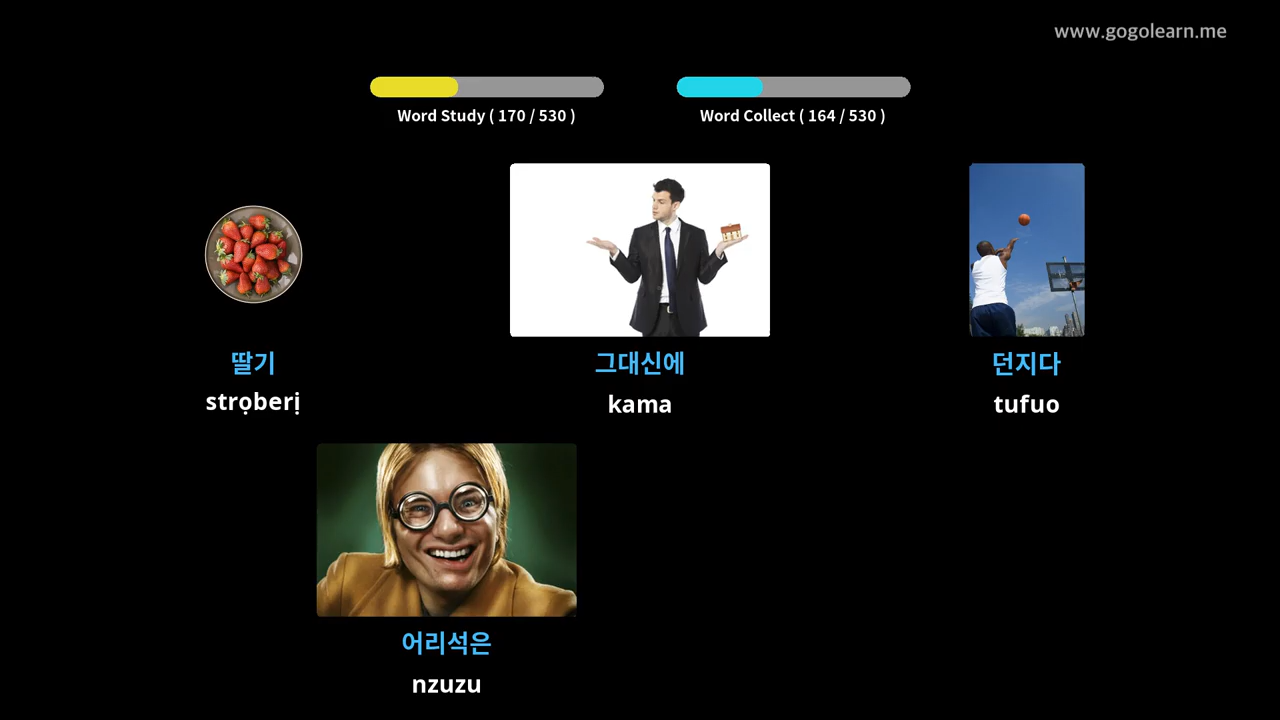 www.gogolearn.me
Word Study ( 170 / 530 )
Word Collect ( 164 / 530 )
딸기
strọberị
그대신에
kama
던지다
tufuo
어리석은
nzuzu